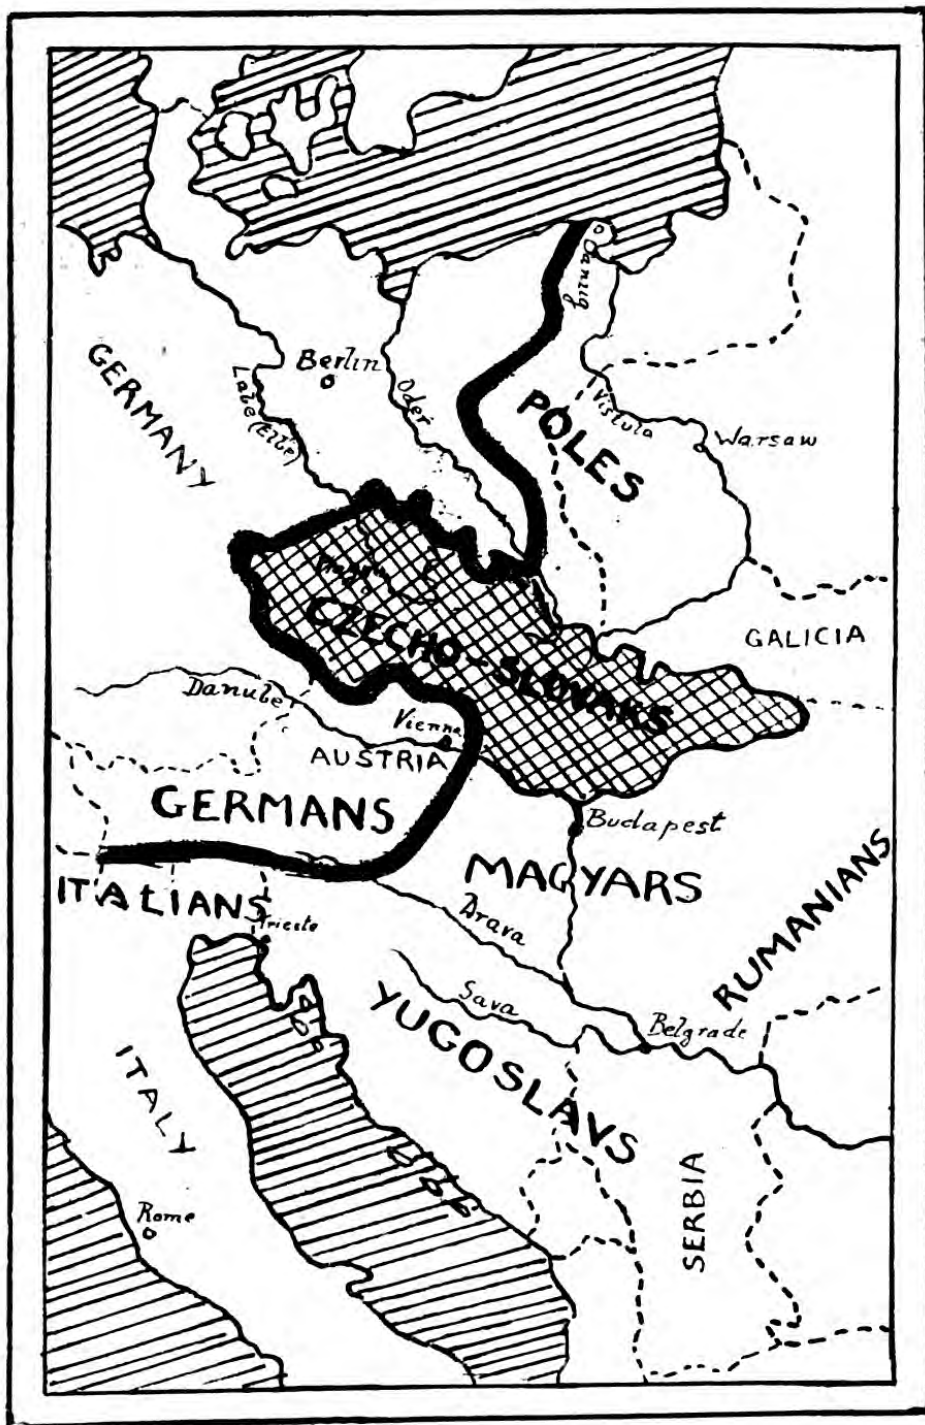 Danzig
GERMANY
Berlin
Labe (Elbe)
Oder
POLES
Vistula
Warsaw
Prague
CZECHO-SLOVAKS
GALICIA
Danube
Vienna
AUSTRIA
GERMANS
Budapest
MAGYARS
ITALIANS
Trieste
Drava
RUMANIANS
Sava
YUGOSLAVS
Belgrade
ITALY
SERBIA
Rome